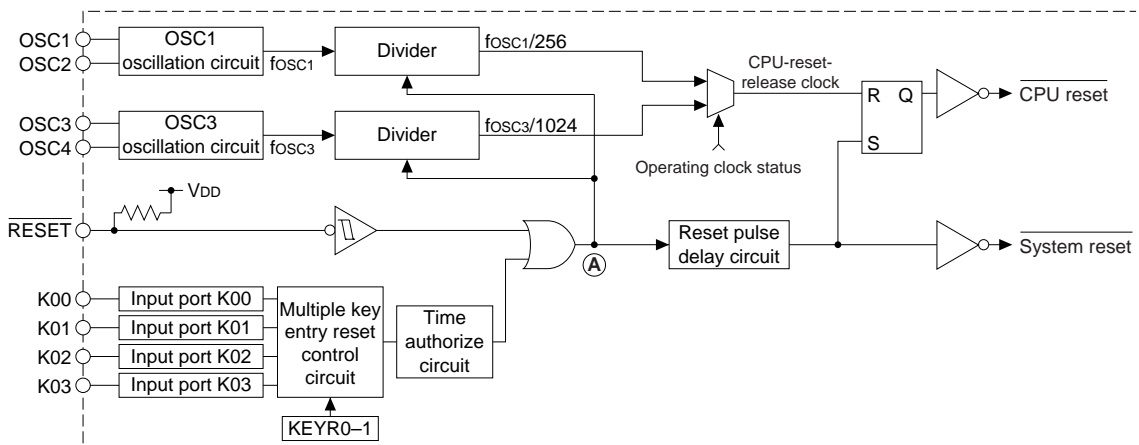 OSC1
OSC2
OSC1
oscillation circuit
fOSC1
Divider
fOSC1/256
CPU-reset-
release clock
R Q
S
CPU reset
OSC3
OSC4
OSC3
oscillation circuit
fOSC3
Divider
fOSC3/1024
Operating clock status
VDD
RESET
A
Reset pulse
delay circuit
System reset
K00
Input port K00
K01
Input port K01
K02
Input port K02
K03
Input port K03
Multiple key
entry reset
control
circuit
Time
authorize
circuit
KEYR0–1